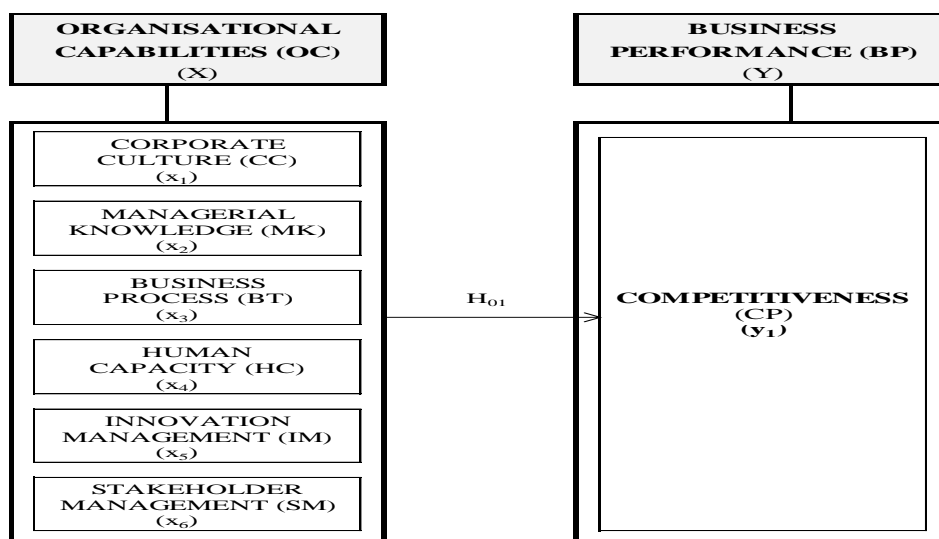 ORGANISATIONAL
CAPABILITIES (OC)
(X)
CORPORATE
CULTURE (CC)
(x₁)
MANAGERIAL
KNOWLEDGE (MK)
(x₂)
BUSINESS
PROCESS (BT)
(x₃)
HUMAN
CAPACITY (HC)
(x₄)
INNOVATION
MANAGEMENT (IM)
(x₅)
STAKEHOLDER
MANAGEMENT (SM)
(x₆)
H₀₁
BUSINESS
PERFORMANCE (BP)
(Y)
COMPETITIVENESS
(CP)
(y₁)